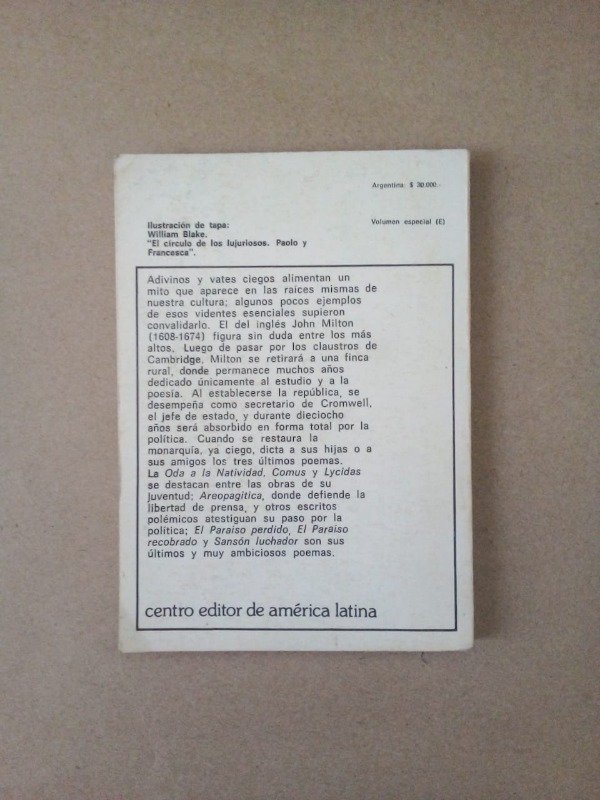 Argentina: $ 30.000.-
Volumen especial (E)
Ilustración de tapa:
William Blake.
"El círculo de los lujuriosos. Paolo y
Francesca".
Adivinos y vates ciegos alimentan un
mito que aparece en las raíces mismas de
nuestra cultura; algunos pocos ejemplos
de esos videntes esenciales supieron
convalidarlo. El del inglés John Milton
(1608-1674) figura sin duda entre los más
altos. Luego de pasar por los claustros de
Cambridge, Milton se retirará a una finca
rural, donde permanece muchos años
dedicado únicamente al estudio y a la
poesía. Al establecerse la república, se
desempeña como secretario de Cromwell,
el jefe de estado, y durante dieciocho
años será absorbido en forma total por la
política. Cuando se restaura la
monarquía, ya ciego, dicta a sus hijas o a
sus amigos los tres últimos poemas.
La Oda a la Natividad, Comus y Lycidas
se destacan entre las obras de su
juventud; Areopagítica, donde defiende la
libertad de prensa, y otros escritos
polémicos atestiguan su paso por la
política; El Paraíso perdido, El Paraíso
recobrado y Sansón luchador son sus
últimos y muy ambiciosos poemas.
centro editor de américa latina